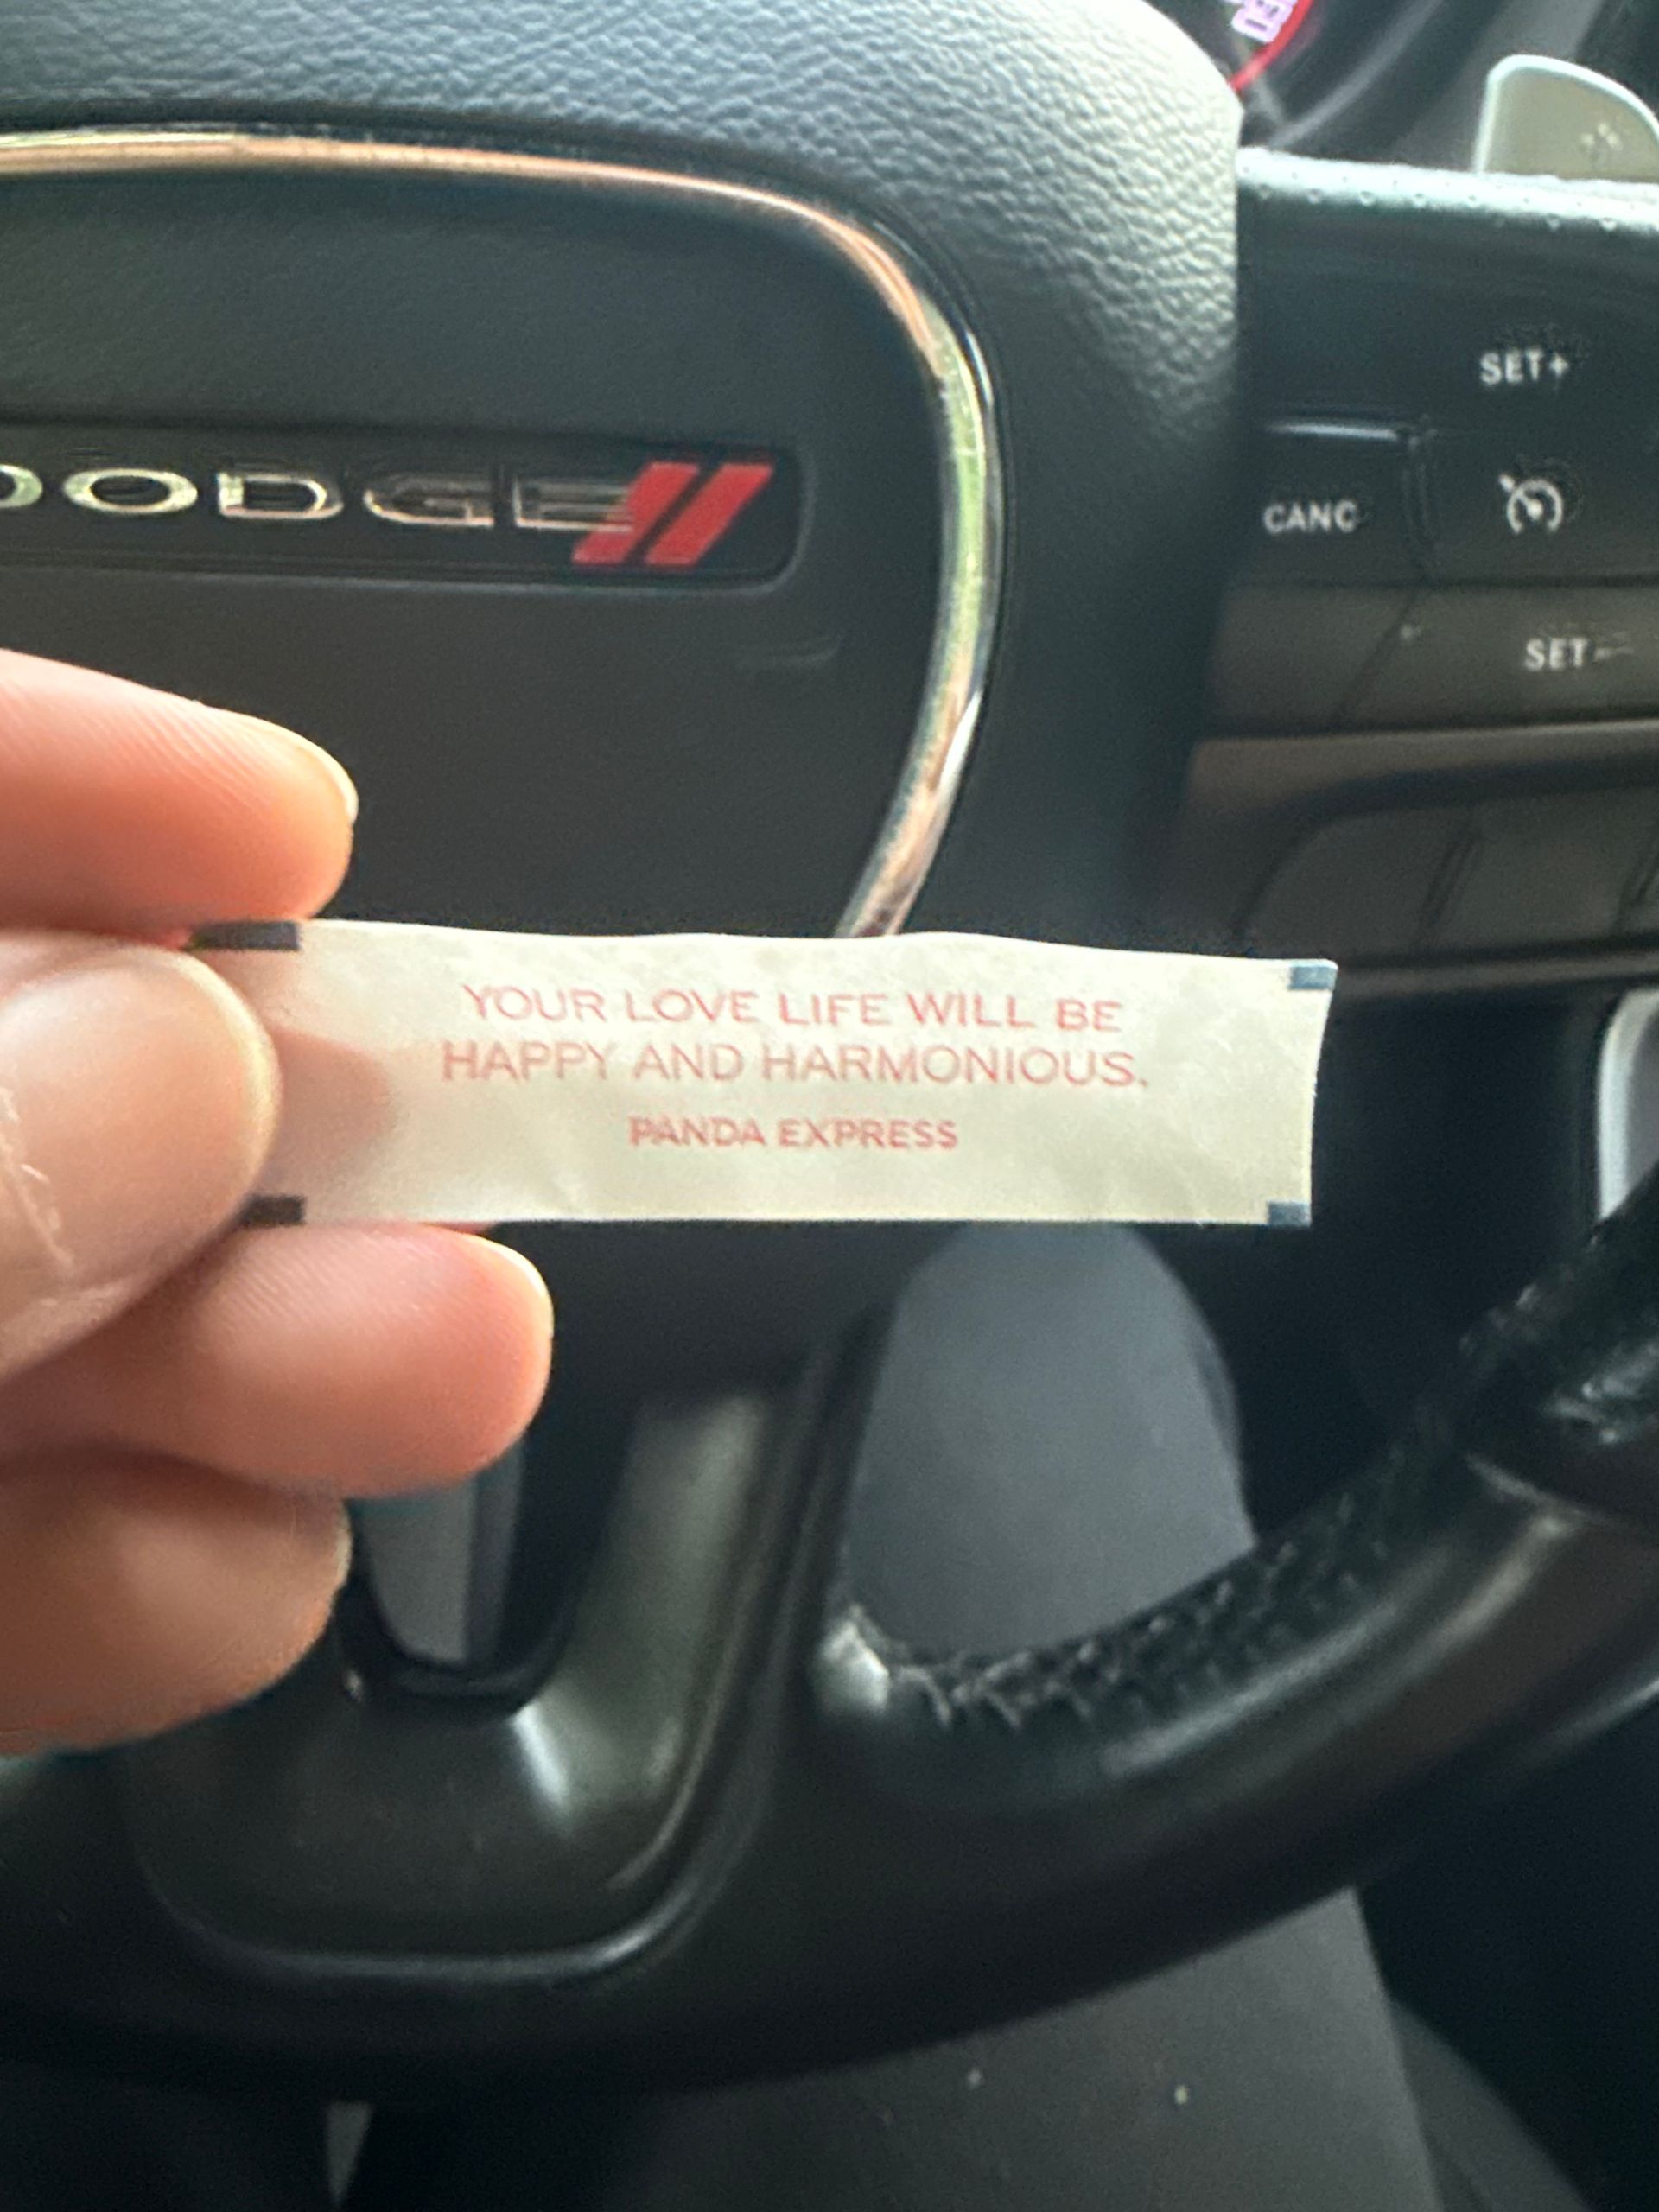 DODGE
SET+
CANC
SET-
YOUR LOVE LIFE WILL BE
HAPPY AND HARMONIOUS.
PANDA EXPRESS